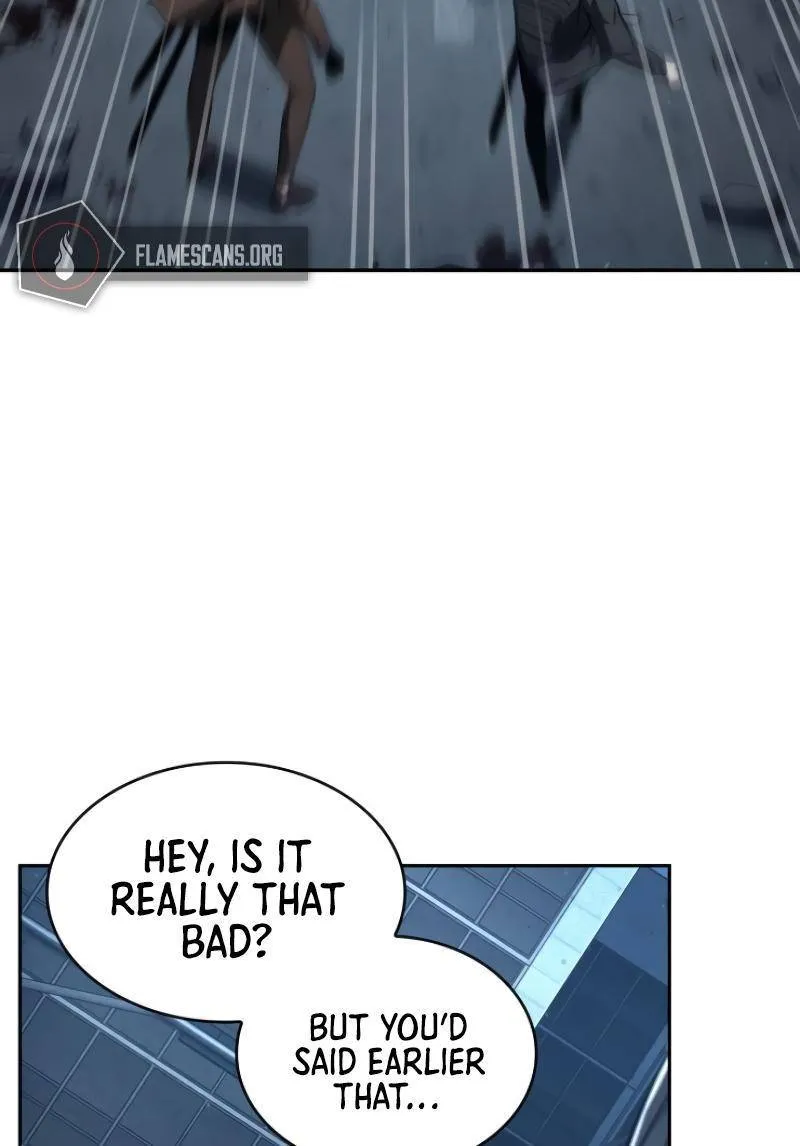 FLAMESCANS.ORG
HEY, IS IT
REALLY THAT
BAD?
BUT YOU'D
SAID EARLIER
THAT...